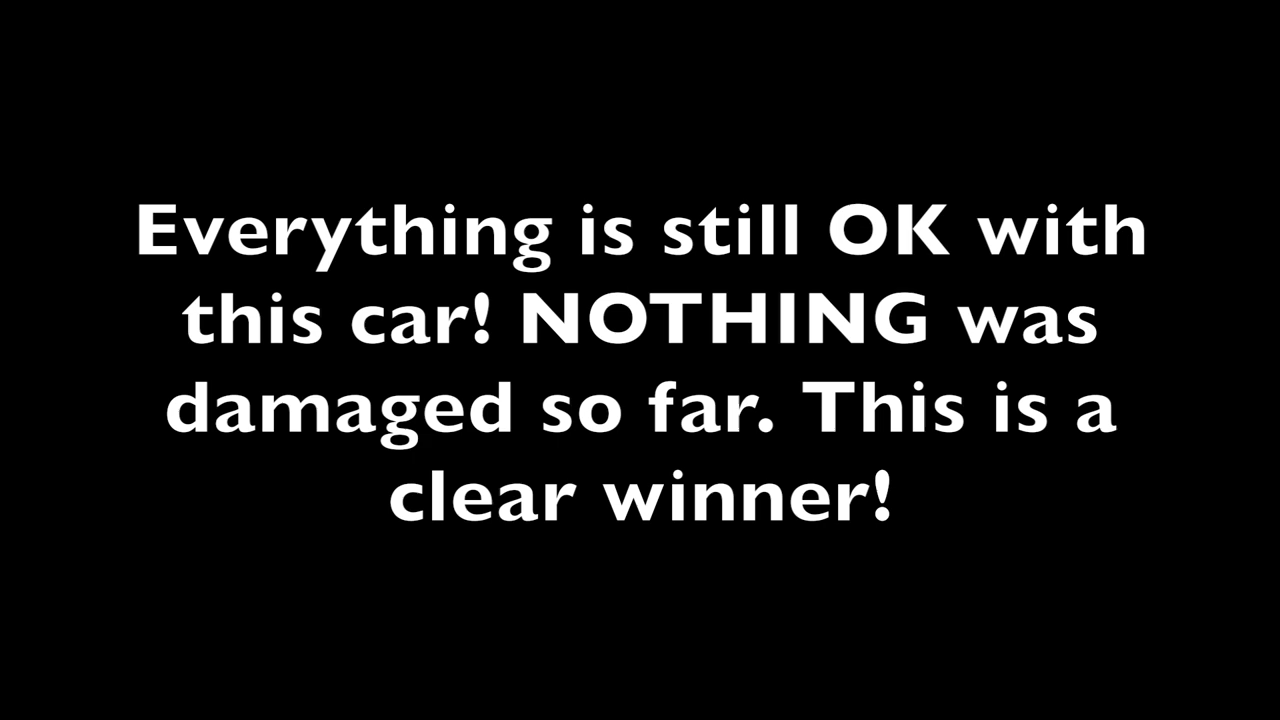 Everything is still OK with
this car! NOTHING was
damaged so far. This is a
clear winner!